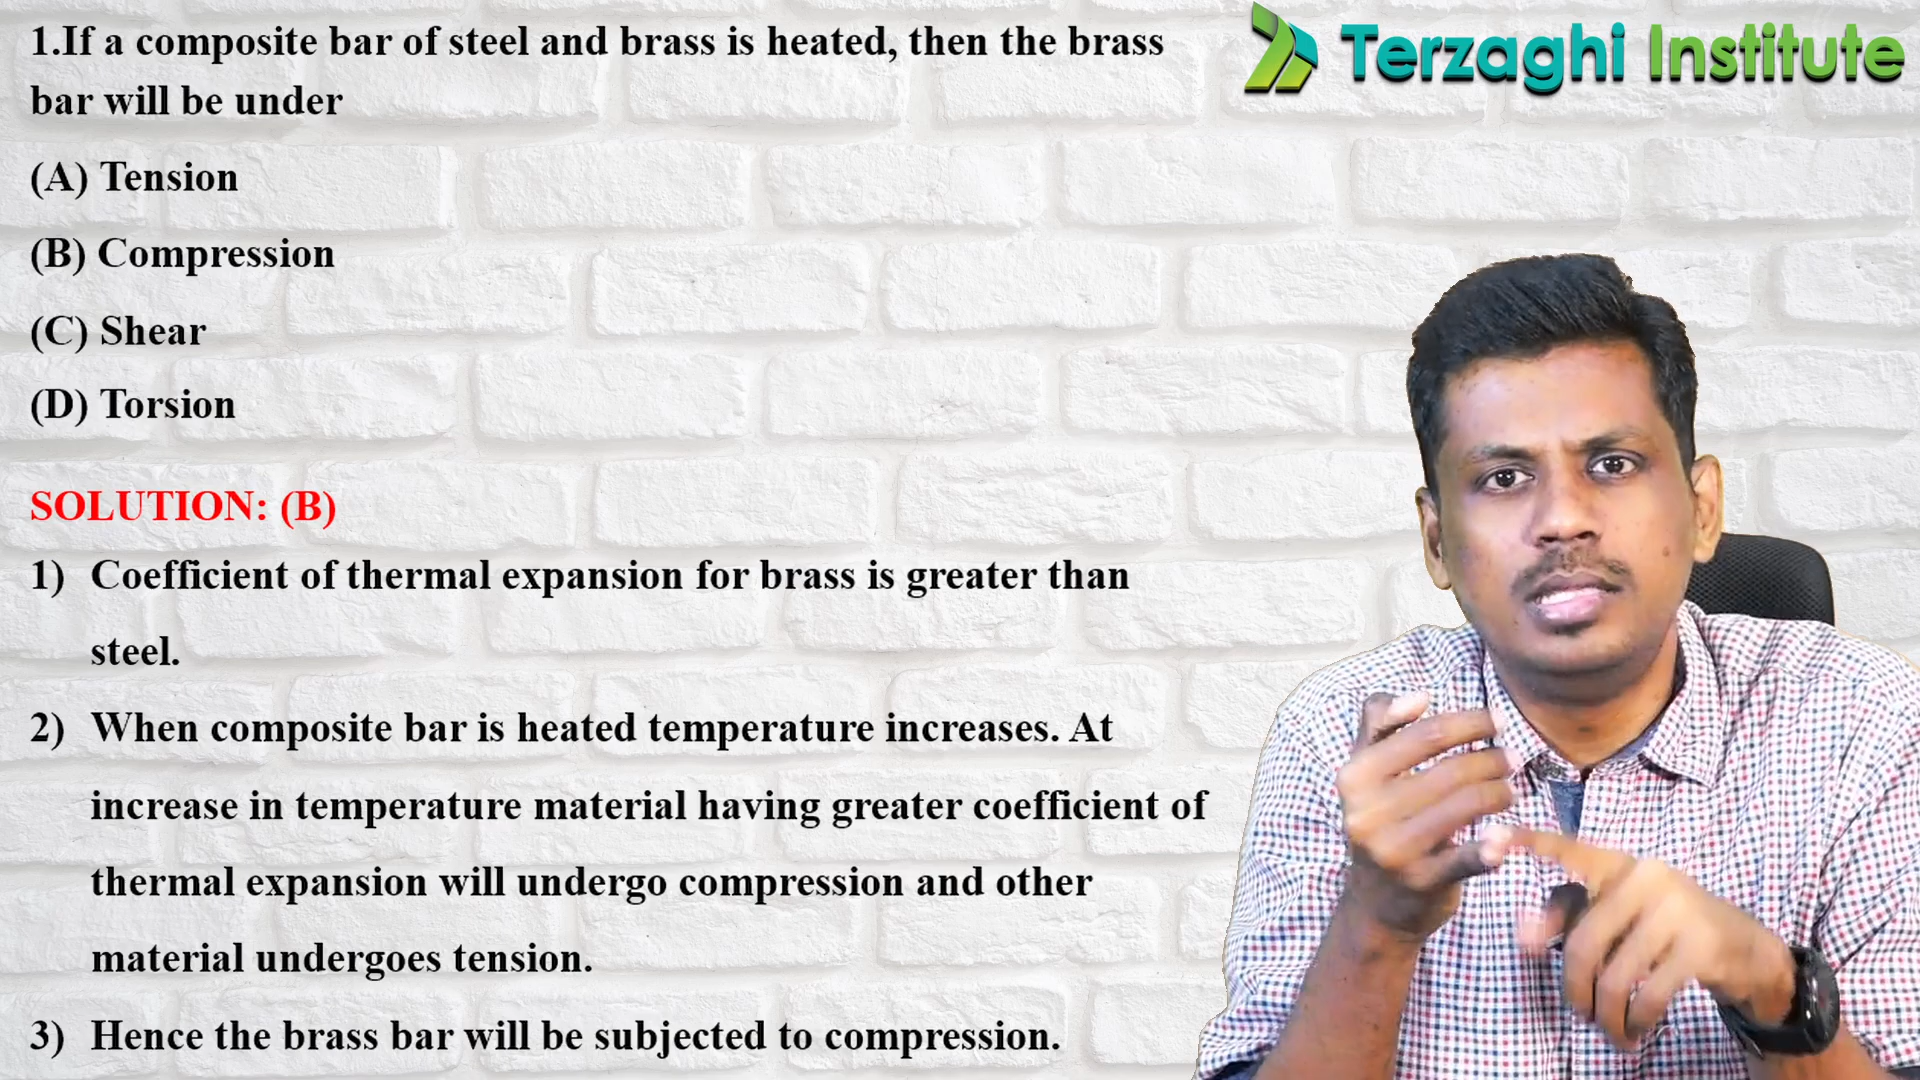 1.If a composite bar of steel and brass is heated, then the brass
bar will be under
(A) Tension
(B) Compression
(C) Shear
(D) Torsion
SOLUTION: (B)
1) Coefficient of thermal expansion for brass is greater than
steel.
2) When composite bar is heated temperature increases. At
increase in temperature material having greater coefficient of
thermal expansion will undergo compression and other
material undergoes tension.
3) Hence the brass bar will be subjected to compression.
Terzaghi Institute